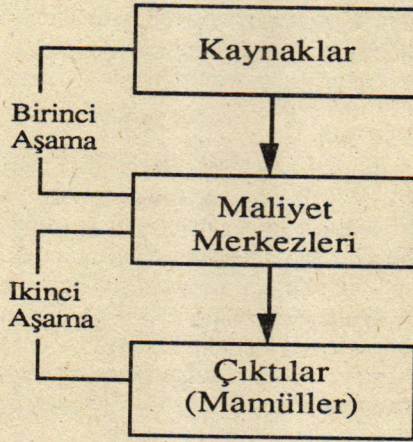 Kaynaklar
Birinci
Aşama
Maliyet
Merkezleri
Ikinci
Aşama
Çıktılar
(Mamüller)